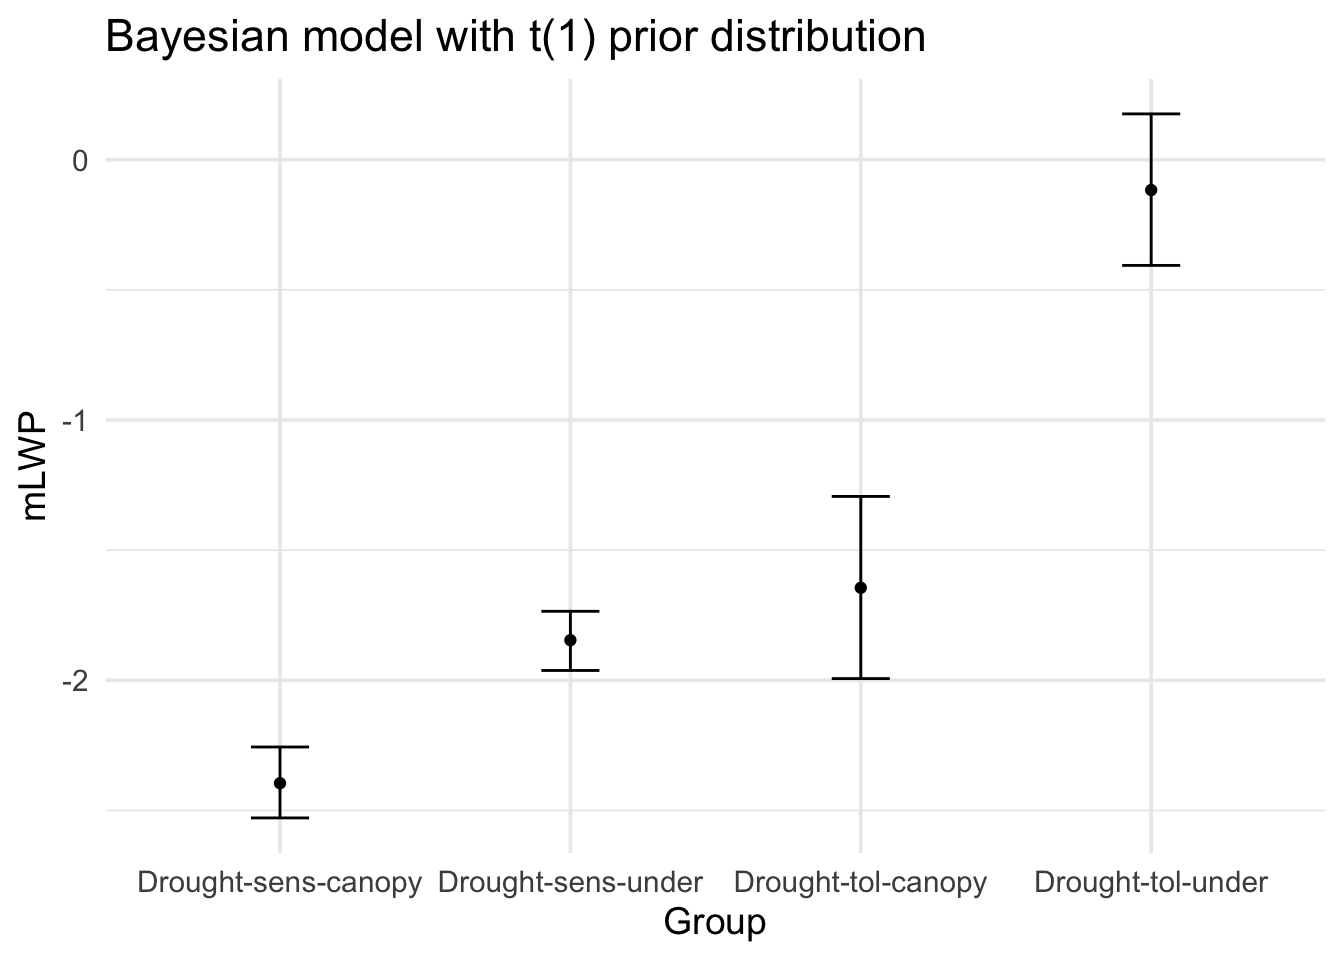 Bayesian model with t(1) prior distribution
mLWP
0
-1
-2
Drought-sens-canopy Drought-sens-under Drought-tol-canopy Drought-tol-under
Group